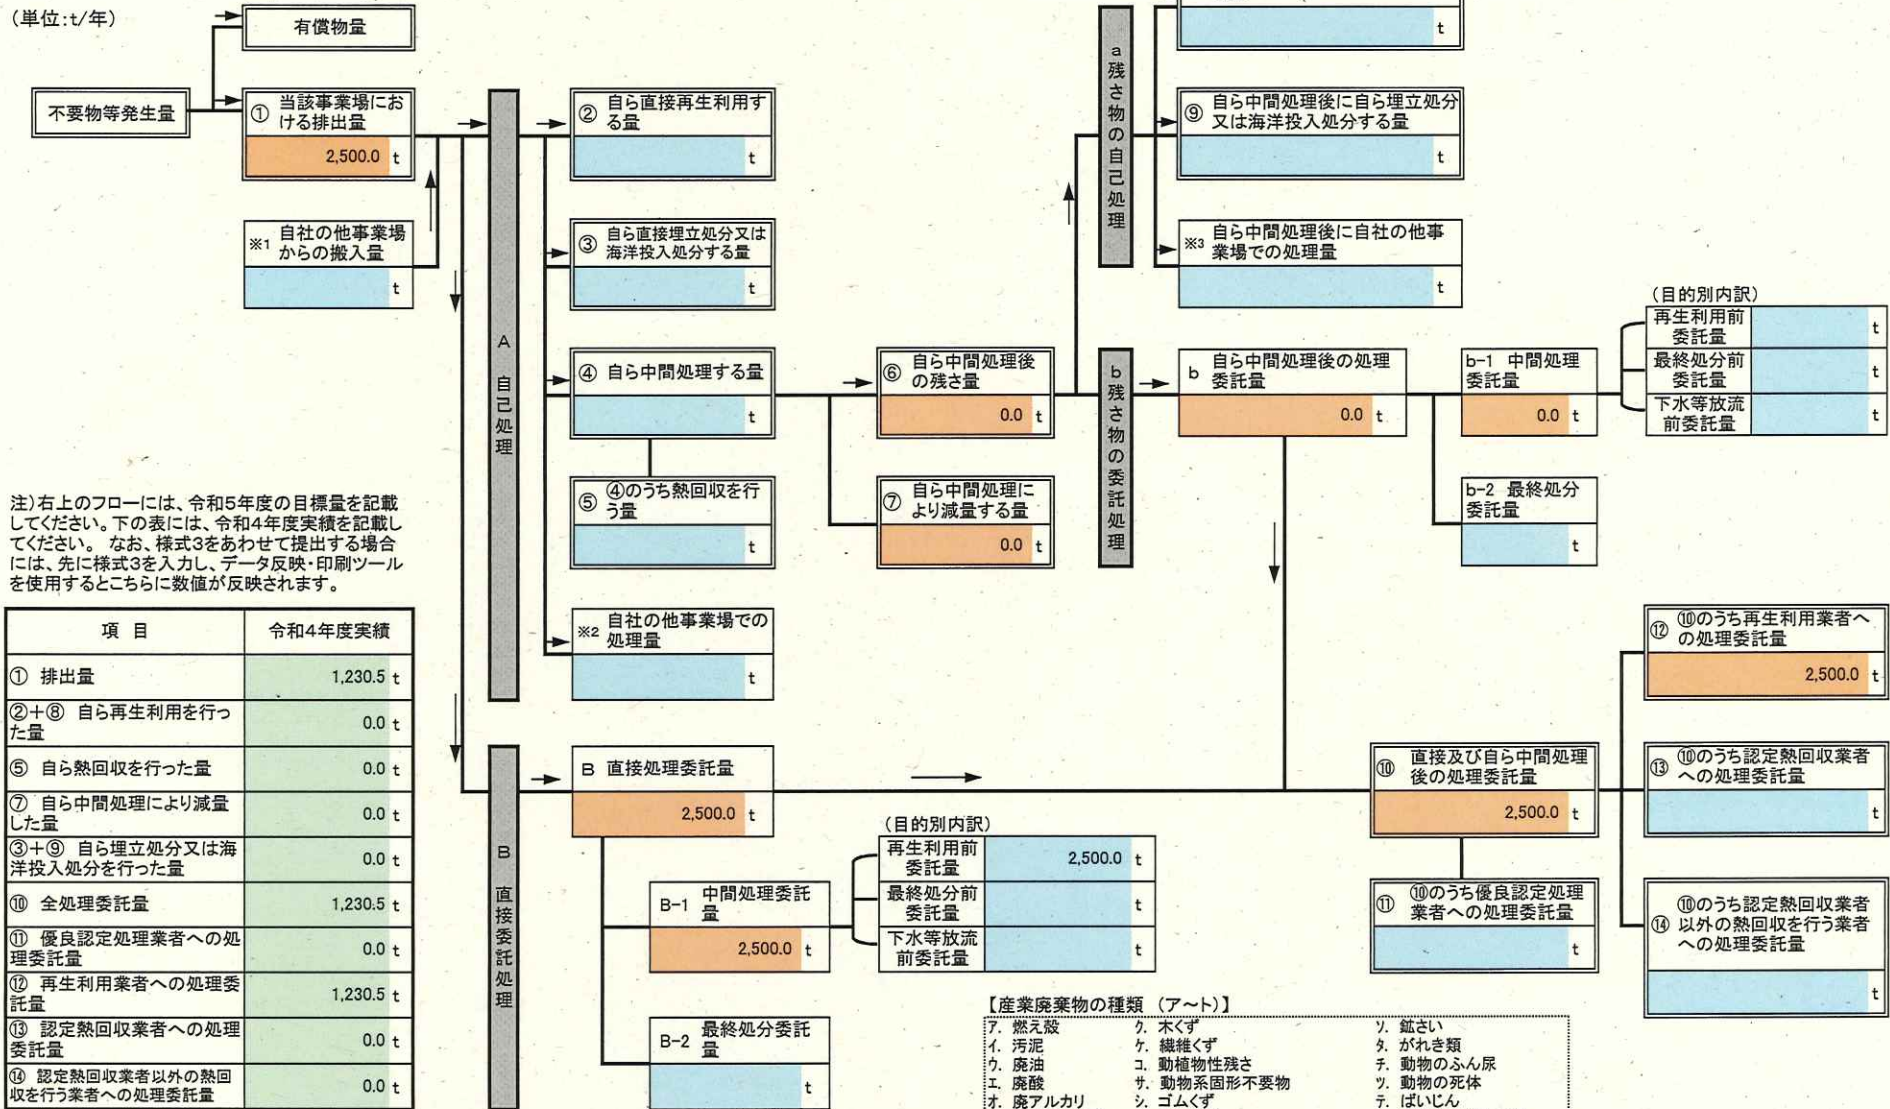 (単位:t/年)
有償物量
不要物等発生量
① 当該事業場にお
ける排出量
2,500.0 t
※1 自社の他事業場
からの搬入量
t
A 自己処理
② 自ら直接再生利用す
る量
t
③ 自ら直接埋立処分又は
海洋投入処分する量
t
④ 自ら中間処理する量
t
⑤ ④のうち熱回収を行
う量
t
※2 自社の他事業場での
処理量
t
⑥ 自ら中間処理後
の残さ量
0.0 t
⑦ 自ら中間処理に
より減量する量
0.0 t
a 残さ物の自己処理
t
⑨ 自ら中間処理後に自ら埋立処分
又は海洋投入処分する量
t
※3 自ら中間処理後に自社の他事
業場での処理量
t
b 残さ物の委託処理
b 自ら中間処理後の処理
委託量
0.0 t
b-1 中間処理
委託量
0.0 t
(目的別内訳)
再生利用前
委託量
t
最終処分前
委託量
t
下水等放流
前委託量
t
b-2 最終処分
委託量
t
注)右上のフローには、令和5年度の目標量を記載
してください。下の表には、令和4年度実績を記載し
てください。 なお、様式3をあわせて提出する場合
には、先に様式3を入力し、データ反映・印刷ツール
を使用するとこちらに数値が反映されます。
項 目 令和4年度実績
① 排出量 1,230.5 t
②+⑧ 自ら再生利用を行っ
た量 0.0 t
⑤ 自ら熱回収を行った量 0.0 t
⑦ 自ら中間処理により減量
した量 0.0 t
③+⑨ 自ら埋立処分又は海
洋投入処分を行った量 0.0 t
⑩ 全処理委託量 1,230.5 t
⑪ 優良認定処理業者への処
理委託量 0.0 t
⑫ 再生利用業者への処理委
託量 1,230.5 t
⑬ 認定熱回収業者への処理
委託量 0.0 t
⑭ 認定熱回収業者以外の熱回
収を行う業者への処理委託量 0.0 t
B 直接委託処理
B 直接処理委託量
2,500.0 t
B-1 中間処理委託
量
2,500.0 t
(目的別内訳)
再生利用前
委託量
2,500.0 t
最終処分前
委託量
t
下水等放流
前委託量
t
B-2 最終処分委託
量
t
⑩ 直接及び自ら中間処理
後の処理委託量
2,500.0 t
⑪ ⑩のうち優良認定処理
業者への処理委託量
t
⑫ ⑩のうち再生利用業者へ
の処理委託量
2,500.0 t
⑬ ⑩のうち認定熱回収業者
への処理委託量
t
⑭ ⑩のうち認定熱回収業者
以外の熱回収を行う業者
への処理委託量
t
【産業廃棄物の種類 (ア~ト)】
ア. 燃え殻 ク. 木くず ソ. 鉱さい
イ. 汚泥 ケ. 繊維くず タ. がれき類
ウ. 廃油 コ. 動植物性残さ チ. 動物のふん尿
エ. 廃酸 サ. 動物系固形不要物 ツ. 動物の死体
オ. 廃アルカリ シ. ゴムくず テ. ばいじん